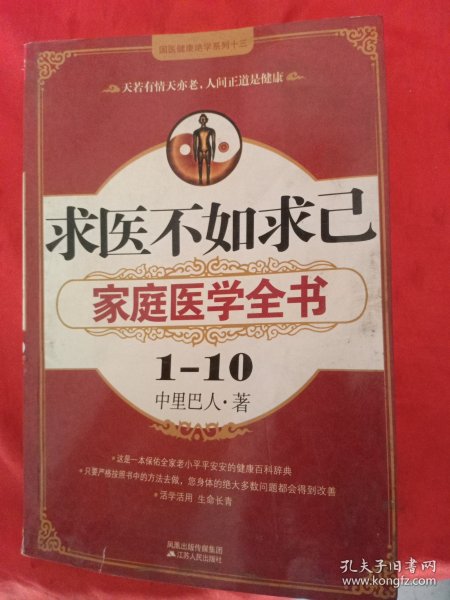 国医健康绝学系列十三
天若有情天亦老,人间正道是健康
求医不如求己
家庭医学全书
1-10
中里巴人·著
·这是一本保佑全家老小平平安安的健康百科辞典
·只要严格按照书中的方法去做,您身体的绝大多数问题都会得到改善
·活学活用 生命长青
凤凰出版传媒集团
江苏人民出版社
孔夫子旧书网